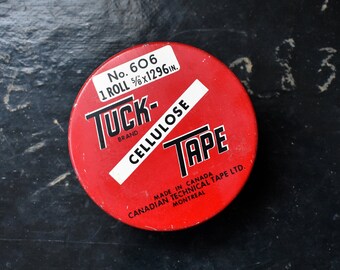 No. 606
1 ROLL 5/8 x 1296 IN.
TUCK-
BRAND
CELLULOSE
TAPE
MADE IN CANADA
CANADIAN TECHNICAL TAPE LTD
MONTREAL